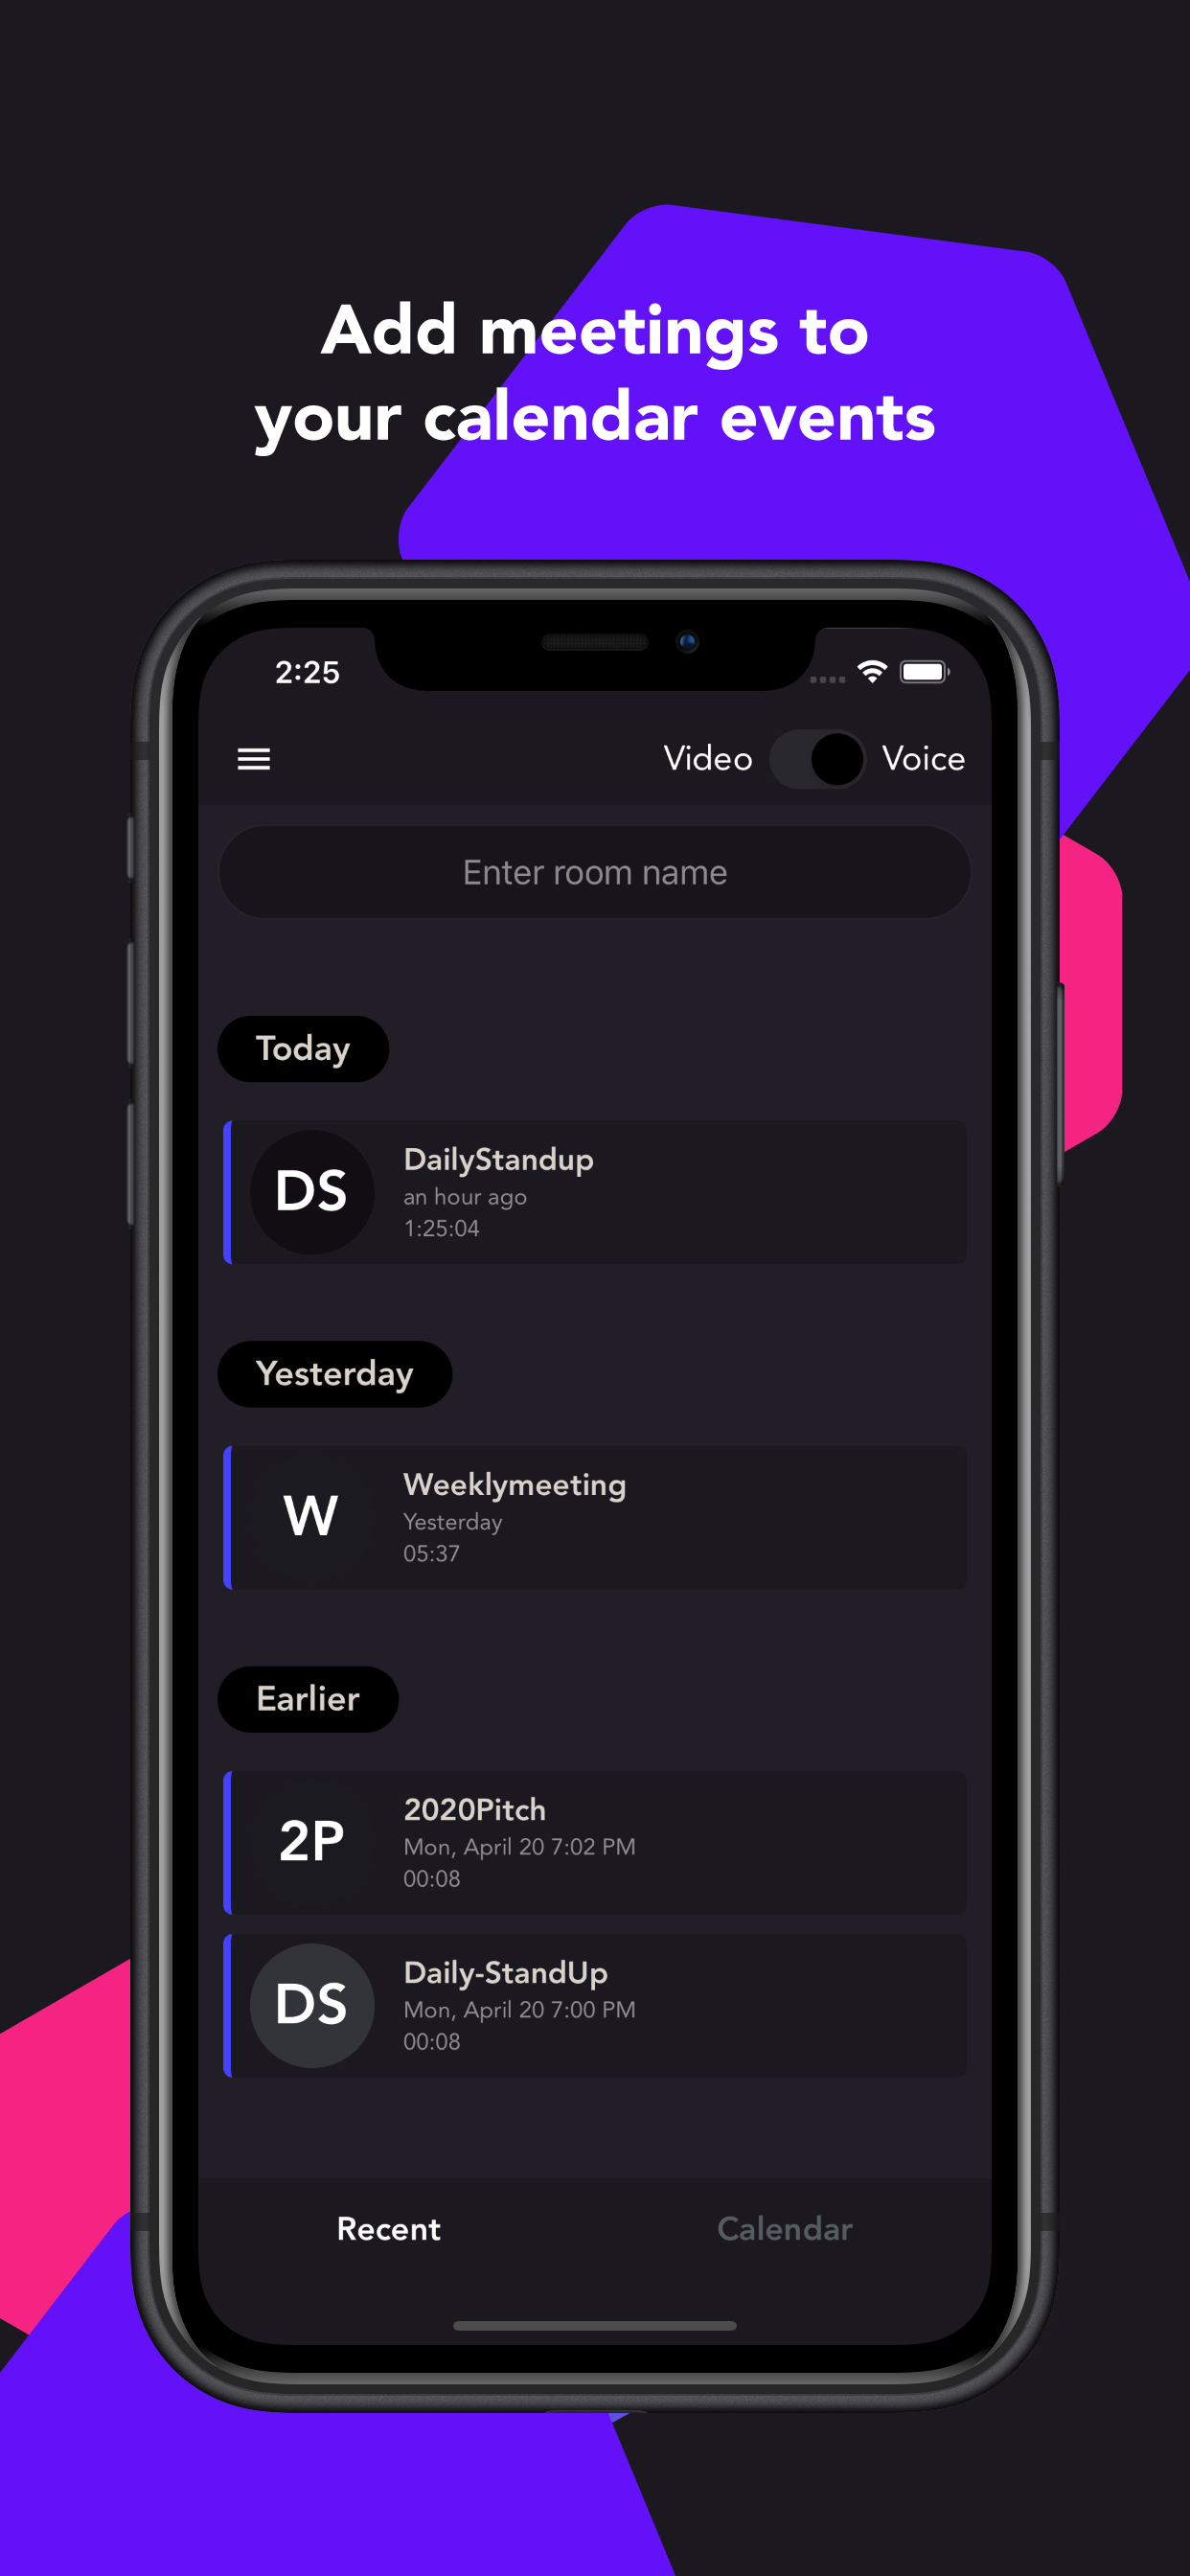 Add meetings to
your calendar events
2:25
Video
Voice
Enter room name
Today
DS
DailyStandup
an hour ago
1:25:04
Yesterday
W
Weeklymeeting
Yesterday
05:37
Earlier
2P
2020Pitch
Mon, April 20 7:02 PM
00:08
DS
Daily-StandUp
Mon, April 20 7:00 PM
00:08
Recent
Calendar